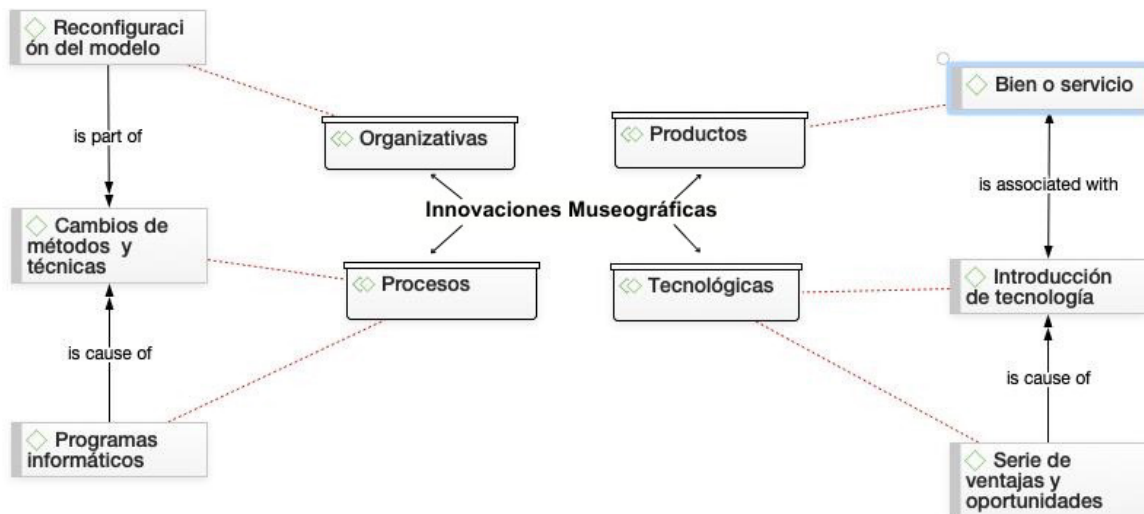 Reconfiguraci
ón del modelo
Bien o servicio
Organizativas
Productos
is part of
is associated with
Innovaciones Museográficas
Cambios de
métodos y
técnicas
Procesos
Tecnológicas
Introducción
de tecnología
is cause of
is cause of
Programas
informáticos
Serie de
ventajas y
oportunidades